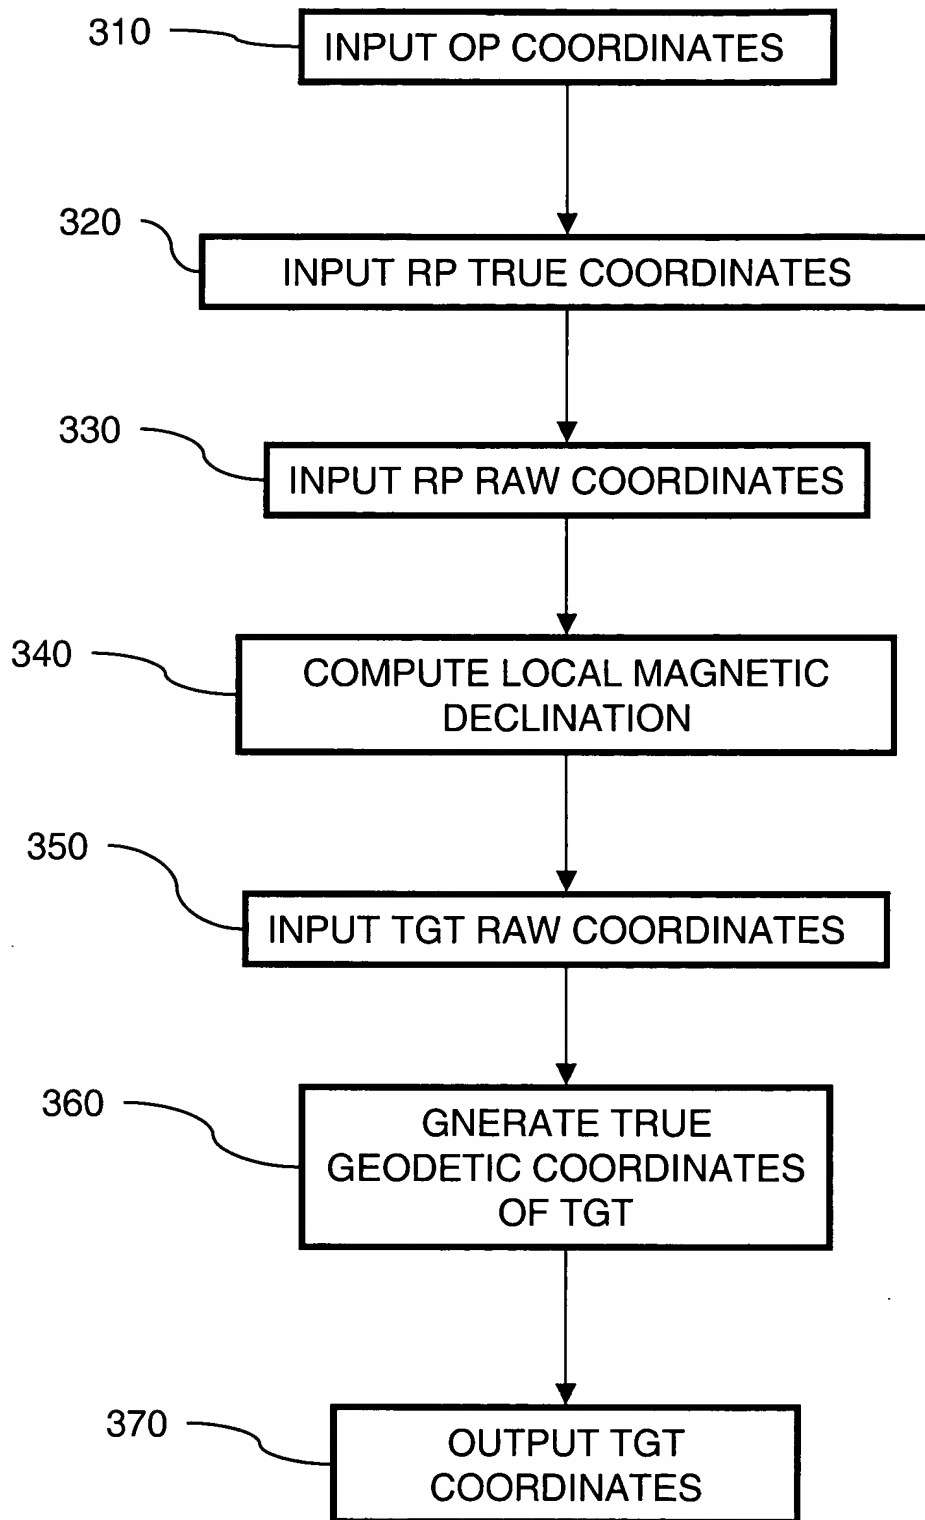 310
INPUT OP COORDINATES
320
INPUT RP TRUE COORDINATES
330
INPUT RP RAW COORDINATES
340
COMPUTE LOCAL MAGNETIC
DECLINATION
350
INPUT TGT RAW COORDINATES
360
GNERATE TRUE
GEODETIC COORDINATES
OF TGT
370
OUTPUT TGT
COORDINATES